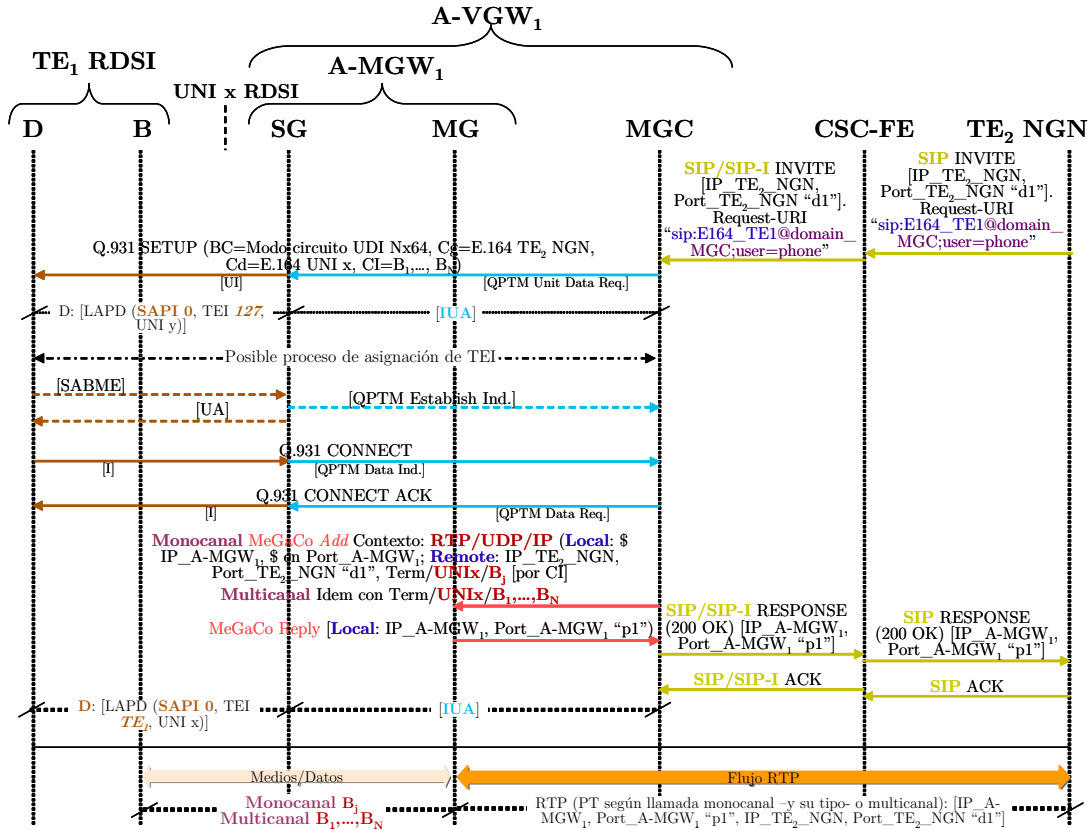 A-VGW1
TE1 RDSI
A-MGW1
UNI x RDSI
D
B
SG
MG
MGC
CSC-FE
TE2 NGN
SIP INVITE
[IP_TE2_NGN,
Port_TE2_NGN “d1”].
Request-URI
“sip:E164_TE1@domain_
MGC;user=phone”
SIP/SIP-I INVITE
[IP_TE2_NGN,
Port_TE2_NGN “d1”].
Request-URI
“sip:E164_TE1@domain_
MGC;user=phone”
Q.931 SETUP (BC=Modo circuito UDI Nx64, Cg=E.164 TE2 NGN,
Cd=E.164 UNI x, CI=B1,..., BN)
[UI]
[QPTM Unit Data Req.]
D: [LAPD (SAPI 0, TEI 127,
UNI y)]
[IUA]
Posible proceso de asignación de TEI
[SABME]
[QPTM Establish Ind.]
[UA]
Q.931 CONNECT
[I]
[QPTM Data Ind.]
Q.931 CONNECT ACK
[I]
[QPTM Data Req.]
Monocanal MeGaCo Add Contexto: RTP/UDP/IP (Local: $
IP_A-MGW1, $ en Port_A-MGW1; Remote: IP_TE2_NGN,
Port_TE2_NGN “d1”, Term/UNIx/Bj [por CI]
Multicanal Idem con Term/UNIx/B1,...,BN
MeGaCo Reply [Local: IP_A-MGW1, Port_A-MGW1 “p1”)
SIP/SIP-I RESPONSE
(200 OK) [IP_A-MGW1,
Port_A-MGW1 “p1”]
SIP RESPONSE
(200 OK) [IP_A-MGW1,
Port_A-MGW1 “p1”]
SIP/SIP-I ACK
SIP ACK
D: [LAPD (SAPI 0, TEI
TE1, UNI x)]
[IUA]
Medios/Datos
Flujo RTP
Monocanal Bj
Multicanal B1,...,BN
RTP (PT según llamada monocanal –y su tipo- o multicanal): [IP_A-
MGW1, Port_A-MGW1 “p1”, IP_TE2_NGN, Port_TE2_NGN “d1”]